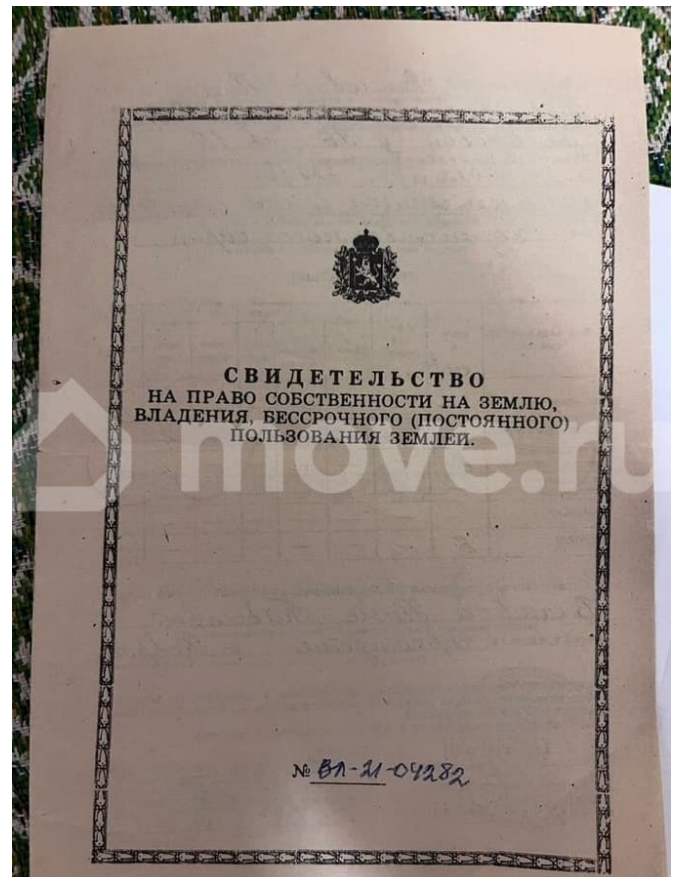 СВИДЕТЕЛЬСТВО
НА ПРАВО СОБСТВЕННОСТИ НА ЗЕМЛЮ,
ВЛАДЕНИЯ, БЕССРОЧНОГО (ПОСТОЯННОГО)
ПОЛЬЗОВАНИЯ ЗЕМЛЕЙ.
move.ru
№ ВЛ-21-04282